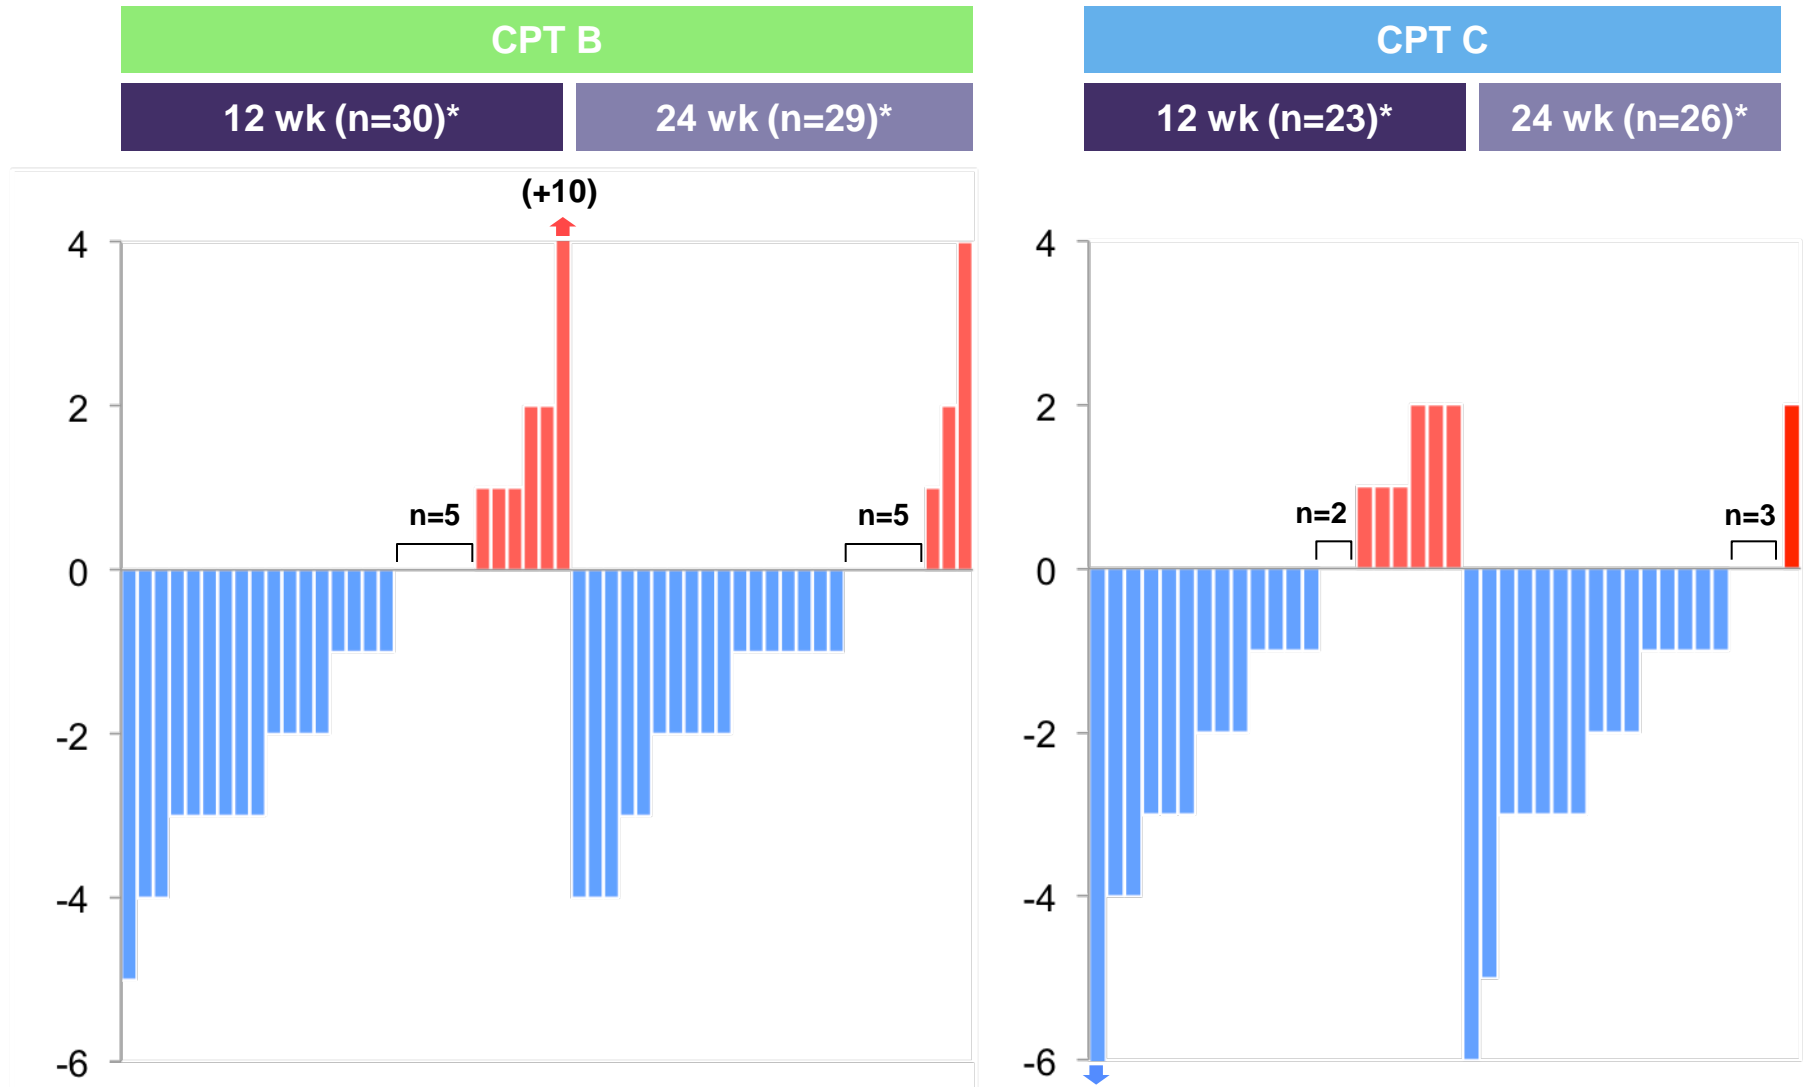 CPT B
CPT C
12 wk (n=30)*
24 wk (n=29)*
12 wk (n=23)*
24 wk (n=26)*
(+10)
4
2
0
-2
-4
-6
n=5
n=5
4
2
0
-2
-4
-6
n=2
n=3